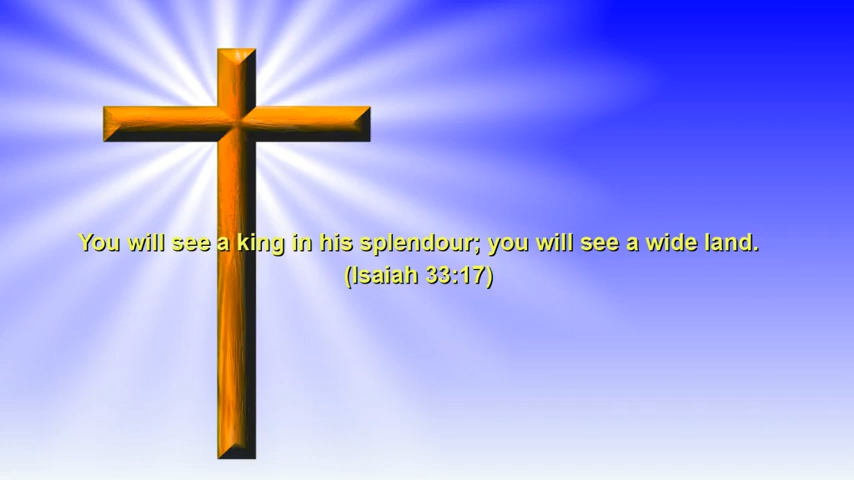 You will see a king in his splendour; you will see a wide land.
(Isaiah 33:17)